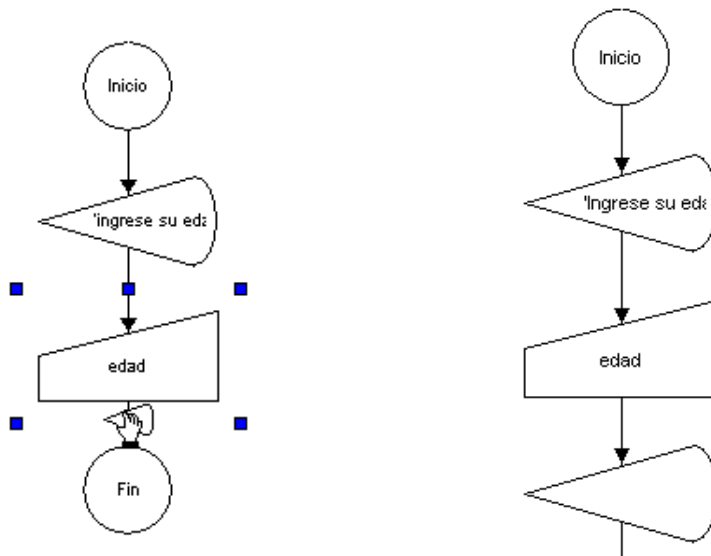 Inicio
'ingrese su eda
edad
Fin
Inicio
'Ingrese su eda
edad